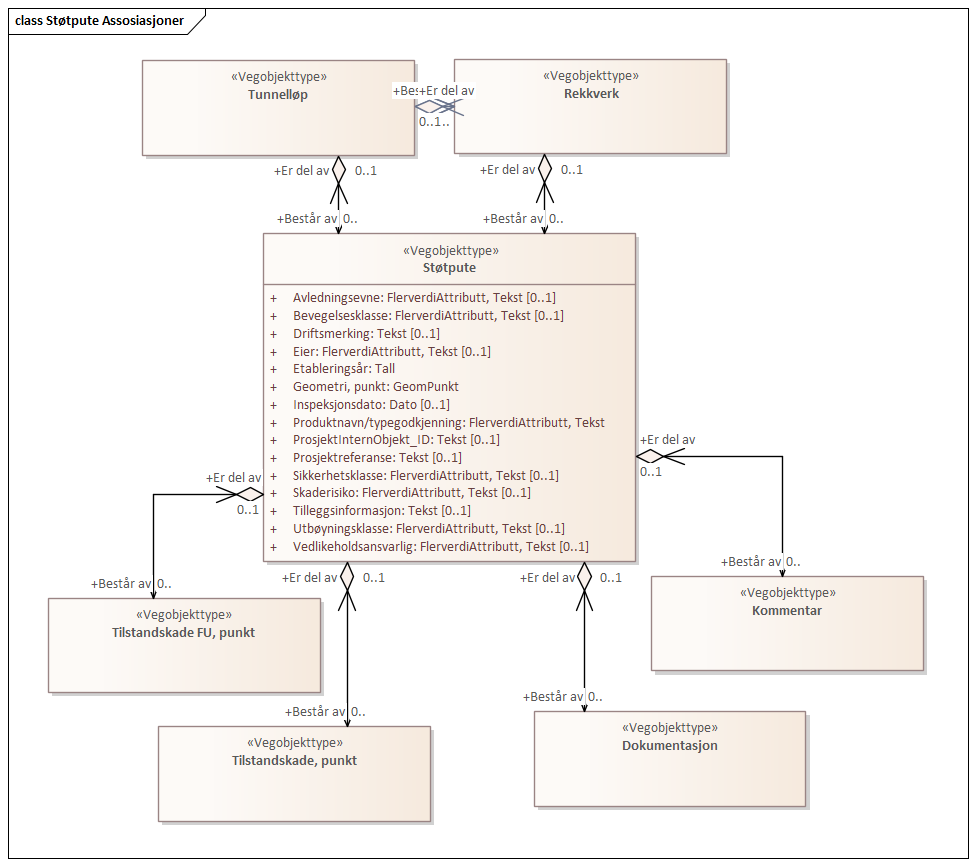 class Støtpute Assosiasjoner
«Vegobjekttype»
Tunnelløp
«Vegobjekttype»
Rekkverk
+Er del av
0..1..
+Er del av
0..1
+Er del av
0..1
+Består av
0..
+Består av
0..
«Vegobjekttype»
Støtpute
+ Avledningsevne: FlerverdiAttributt, Tekst [0..1]
+ Bevegelsesklasse: FlerverdiAttributt, Tekst [0..1]
+ Driftsmerking: Tekst [0..1]
+ Eier: FlerverdiAttributt, Tekst [0..1]
+ Etableringsår: Tall
+ Geometri, punkt: GeomPunkt
+ Inspeksjonsdato: Dato [0..1]
+ Produktnavn/typegodkjenning: FlerverdiAttributt, Tekst
+ ProsjektInternObjekt_ID: Tekst [0..1]
+ Prosjektreferanse: Tekst [0..1]
+ Sikkerhetsklasse: FlerverdiAttributt, Tekst [0..1]
+ Skaderisiko: FlerverdiAttributt, Tekst [0..1]
+ Tilleggsinformasjon: Tekst [0..1]
+ Utbøyningsklasse: FlerverdiAttributt, Tekst [0..1]
+ Vedlikeholdsansvarlig: FlerverdiAttributt, Tekst [0..1]
+Er del av
0..1
+Er del av
0..1
+Er del av
0..1
+Er del av
0..1
+Består av
0..
+Består av
0..
«Vegobjekttype»
Kommentar
«Vegobjekttype»
Tilstandskade FU, punkt
+Består av
0..
+Består av
0..
«Vegobjekttype»
Dokumentasjon
«Vegobjekttype»
Tilstandskade, punkt